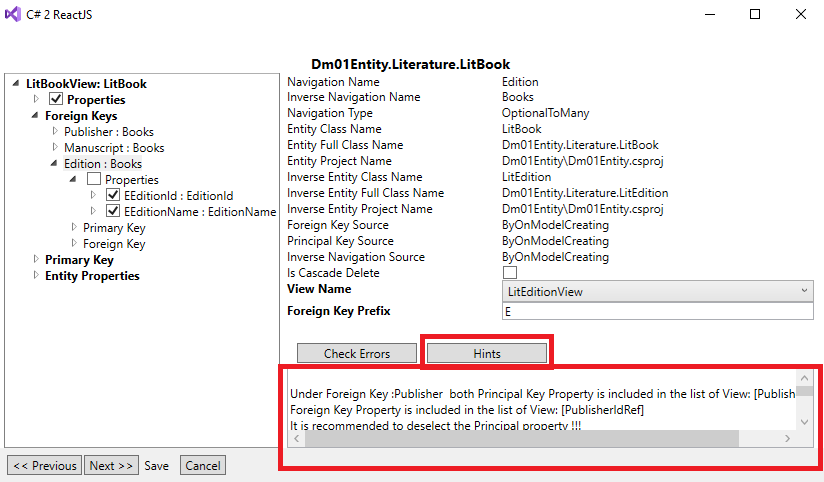 C# 2 ReactJS
Dm01Entity.Literature.LitBook
LitBookView: LitBook
Properties
Foreign Keys
Publisher : Books
Manuscript : Books
Edition : Books
Properties
EEditionId : EditionId
EEditionName : EditionName
Primary Key
Foreign Key
Primary Key
Entity Properties
Navigation Name Edition
Inverse Navigation Name Books
Navigation Type OptionalToMany
Entity Class Name LitBook
Entity Full Class Name Dm01Entity.Literature.LitBook
Entity Project Name Dm01Entity\Dm01Entity.csproj
Inverse Entity Class Name LitEdition
Inverse Entity Full Class Name Dm01Entity.Literature.LitEdition
Inverse Entity Project Name Dm01Entity\Dm01Entity.csproj
Foreign Key Source ByOnModelCreating
Principal Key Source ByOnModelCreating
Inverse Navigation Source ByOnModelCreating
Is Cascade Delete
View Name LitEditionView
Foreign Key Prefix E
Check Errors Hints
Under Foreign Key :Publisher  both Principal Key Property is included in the list of View: [Publish
Foreign Key Property is included in the list of View: [PublisherIdRef]
It is recommended to deselect the Principal property !!!
<< Previous Next >> Save Cancel